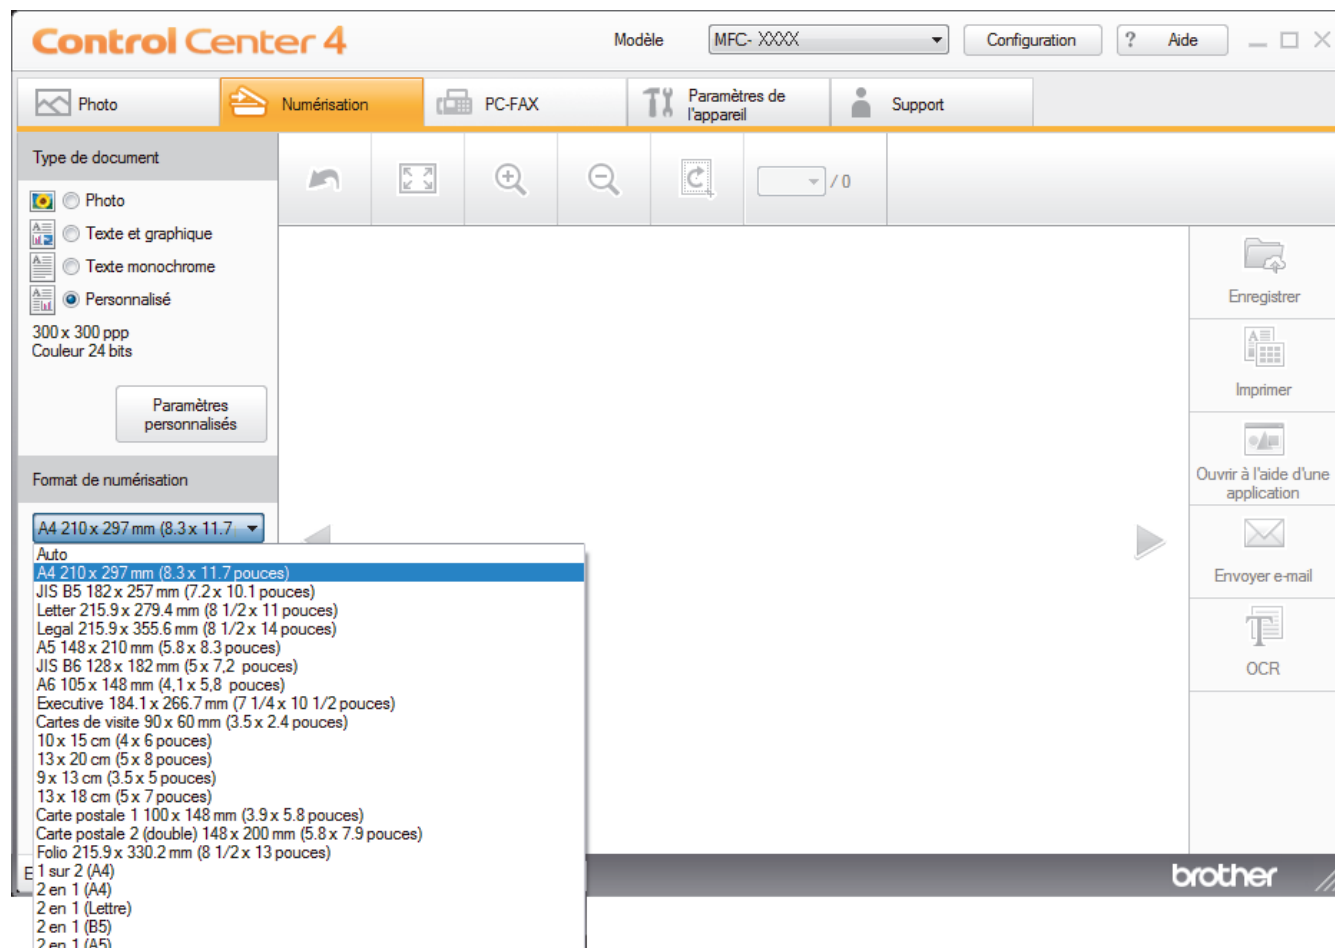 Control Center 4
Modèle
MFC- XXXX
Configuration
?
Aide
Photo
Numérisation
PC-FAX
Paramètres de
l'appareil
Support
Type de document
/ 0
Photo
Texte et graphique
Texte monochrome
Personnalisé
300 x 300 ppp
Couleur 24 bits
Paramètres
personnalisés
Format de numérisation
A4 210 x 297 mm (8.3 x 11.7
Auto
A4 210 x 297 mm (8.3 x 11.7 pouces)
JIS B5 182 x 257 mm (7.2 x 10.1 pouces)
Letter 215.9 x 279.4 mm (8 1/2 x 11 pouces)
Legal 215.9 x 355.6 mm (8 1/2 x 14 pouces)
A5 148 x 210 mm (5.8 x 8.3 pouces)
JIS B6 128 x 182 mm (5 x 7,2  pouces)
A6 105 x 148 mm (4,1 x 5,8  pouces)
Executive 184.1 x 266.7 mm (7 1/4 x 10 1/2 pouces)
Cartes de visite 90 x 60 mm (3.5 x 2.4 pouces)
10 x 15 cm (4 x 6 pouces)
13 x 20 cm (5 x 8 pouces)
9 x 13 cm (3.5 x 5 pouces)
13 x 18 cm (5 x 7 pouces)
Carte postale 1 100 x 148 mm (3.9 x 5.8 pouces)
Carte postale 2 (double) 148 x 200 mm (5.8 x 7.9 pouces)
Folio 215.9 x 330.2 mm (8 1/2 x 13 pouces)
1 sur 2 (A4)
2 en 1 (A4)
2 en 1 (Lettre)
2 en 1 (B5)
2 en 1 (A5)
Enregistrer
Imprimer
Ouvrir à l'aide d'une
application
Envoyer e-mail
OCR
brother